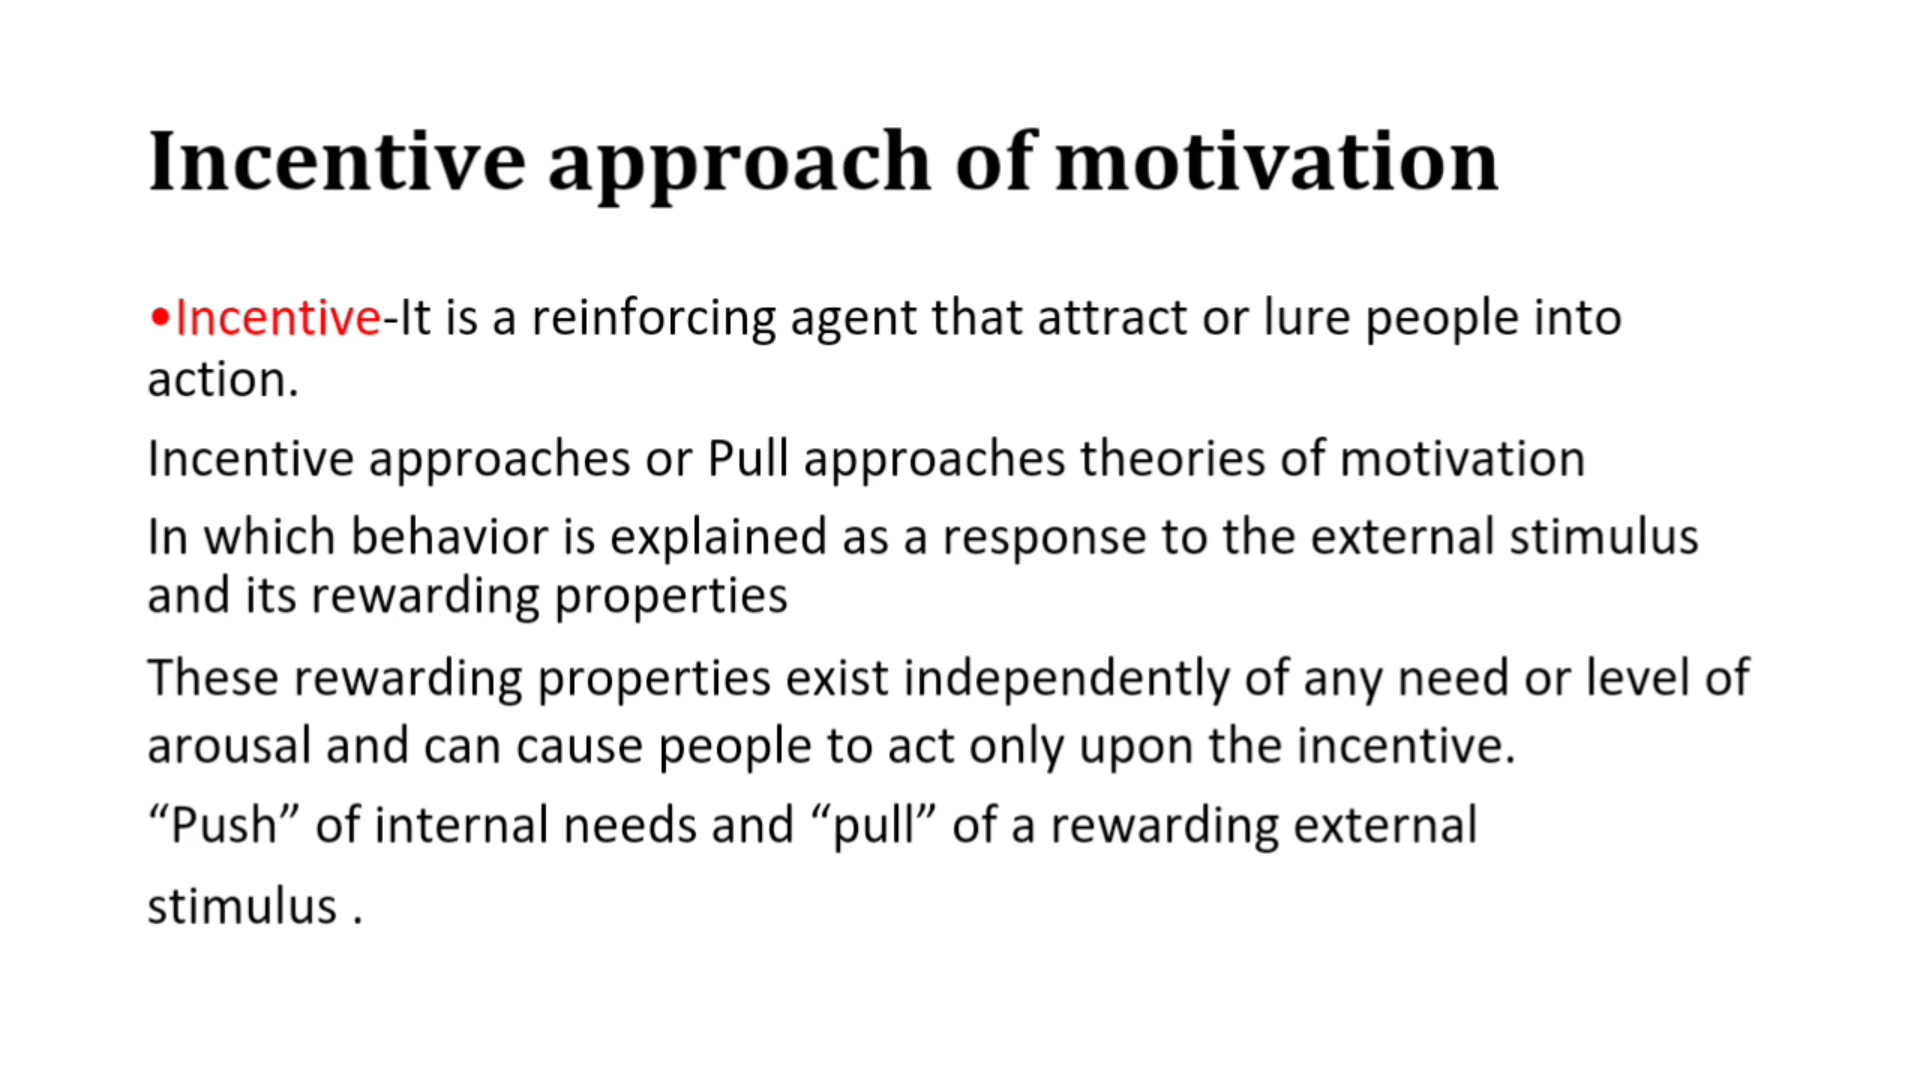 Incentive approach of motivation
•Incentive-It is a reinforcing agent that attract or lure people into
action.
Incentive approaches or Pull approaches theories of motivation
In which behavior is explained as a response to the external stimulus
and its rewarding properties
These rewarding properties exist independently of any need or level of
arousal and can cause people to act only upon the incentive.
“Push” of internal needs and “pull” of a rewarding external
stimulus .